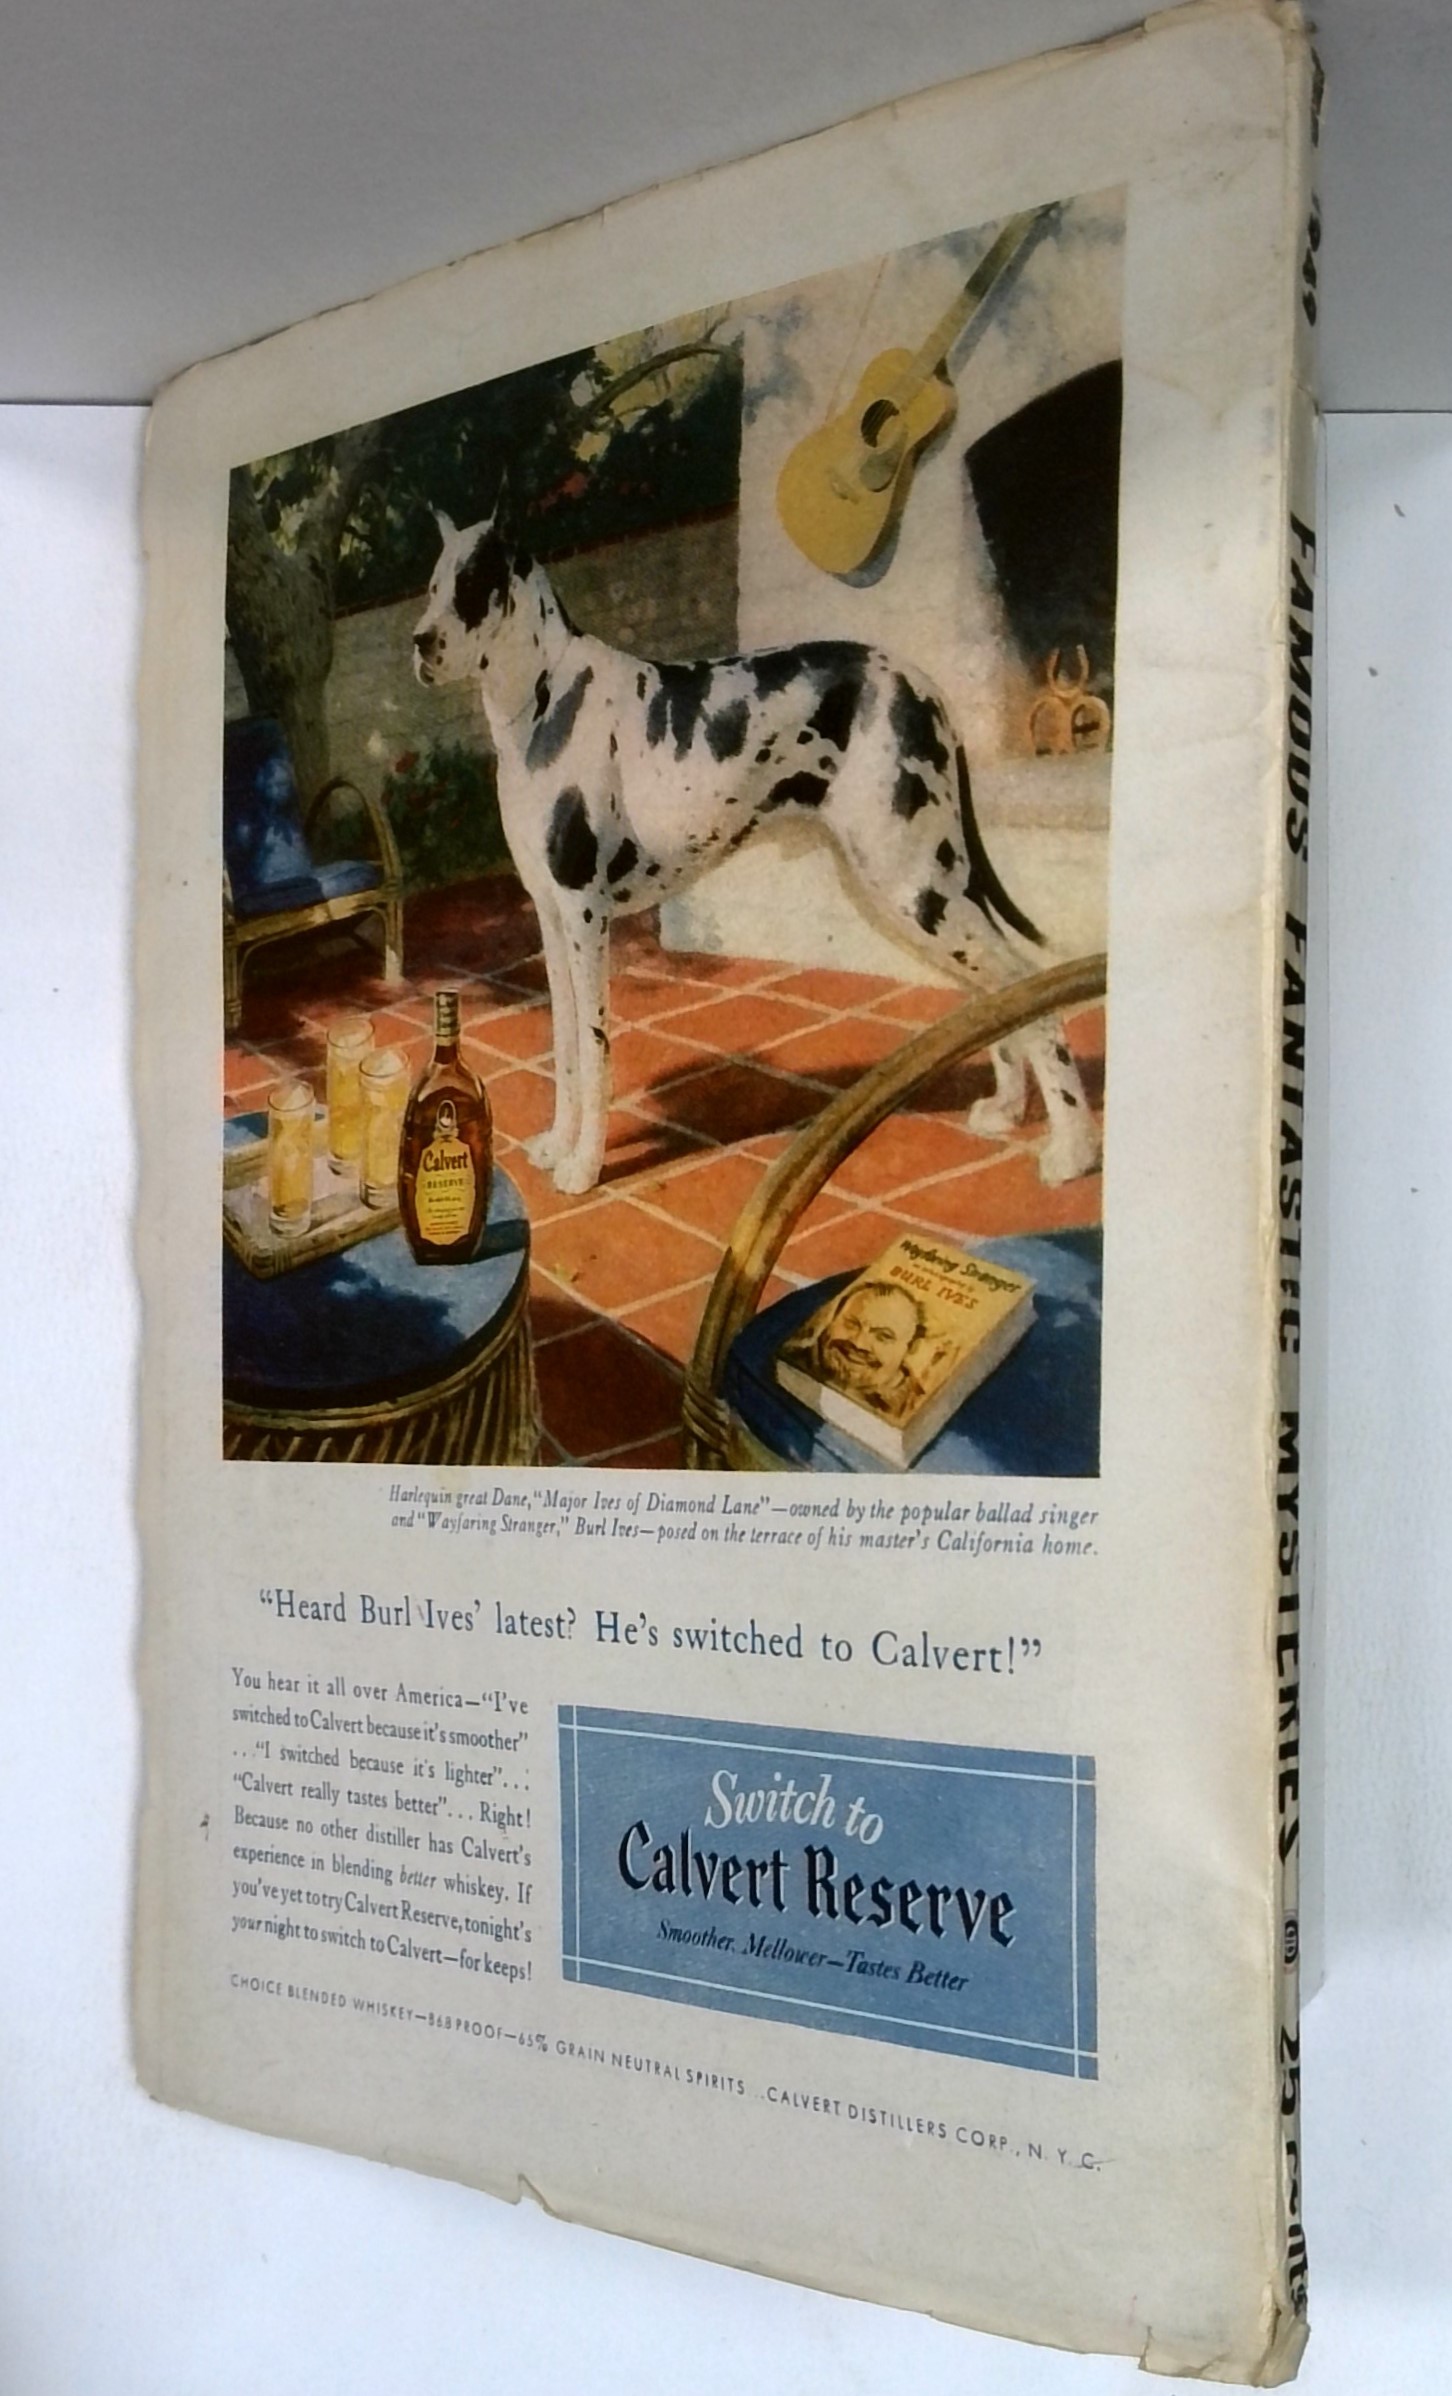 Calvert
RESERVE
Wayfaring Stranger
BURL IVES
Harlequin great Dane, "Major Ives of Diamond Lane"—owned by the popular ballad singer
and "Wayfaring Stranger," Burl Ives—posed on the terrace of his master's California home.
"Heard Burl Ives' latest? He's switched to Calvert!"
You hear it all over America—"I've
switched to Calvert because it's smoother"
..."I switched because it's lighter"...
"Calvert really tastes better"... Right!
Because no other distiller has Calvert's
experience in blending better whiskey. If
you've yet to try Calvert Reserve, tonight's
your night to switch to Calvert—for keeps!
Switch to
Calvert Reserve
Smoother, Mellower—Tastes Better
CHOICE BLENDED WHISKEY—86.8 PROOF—65% GRAIN NEUTRAL SPIRITS...CALVERT DISTILLERS CORP., N. Y. C.
1949 FAMOUS FANTASTIC MYSTERIES 25 cents